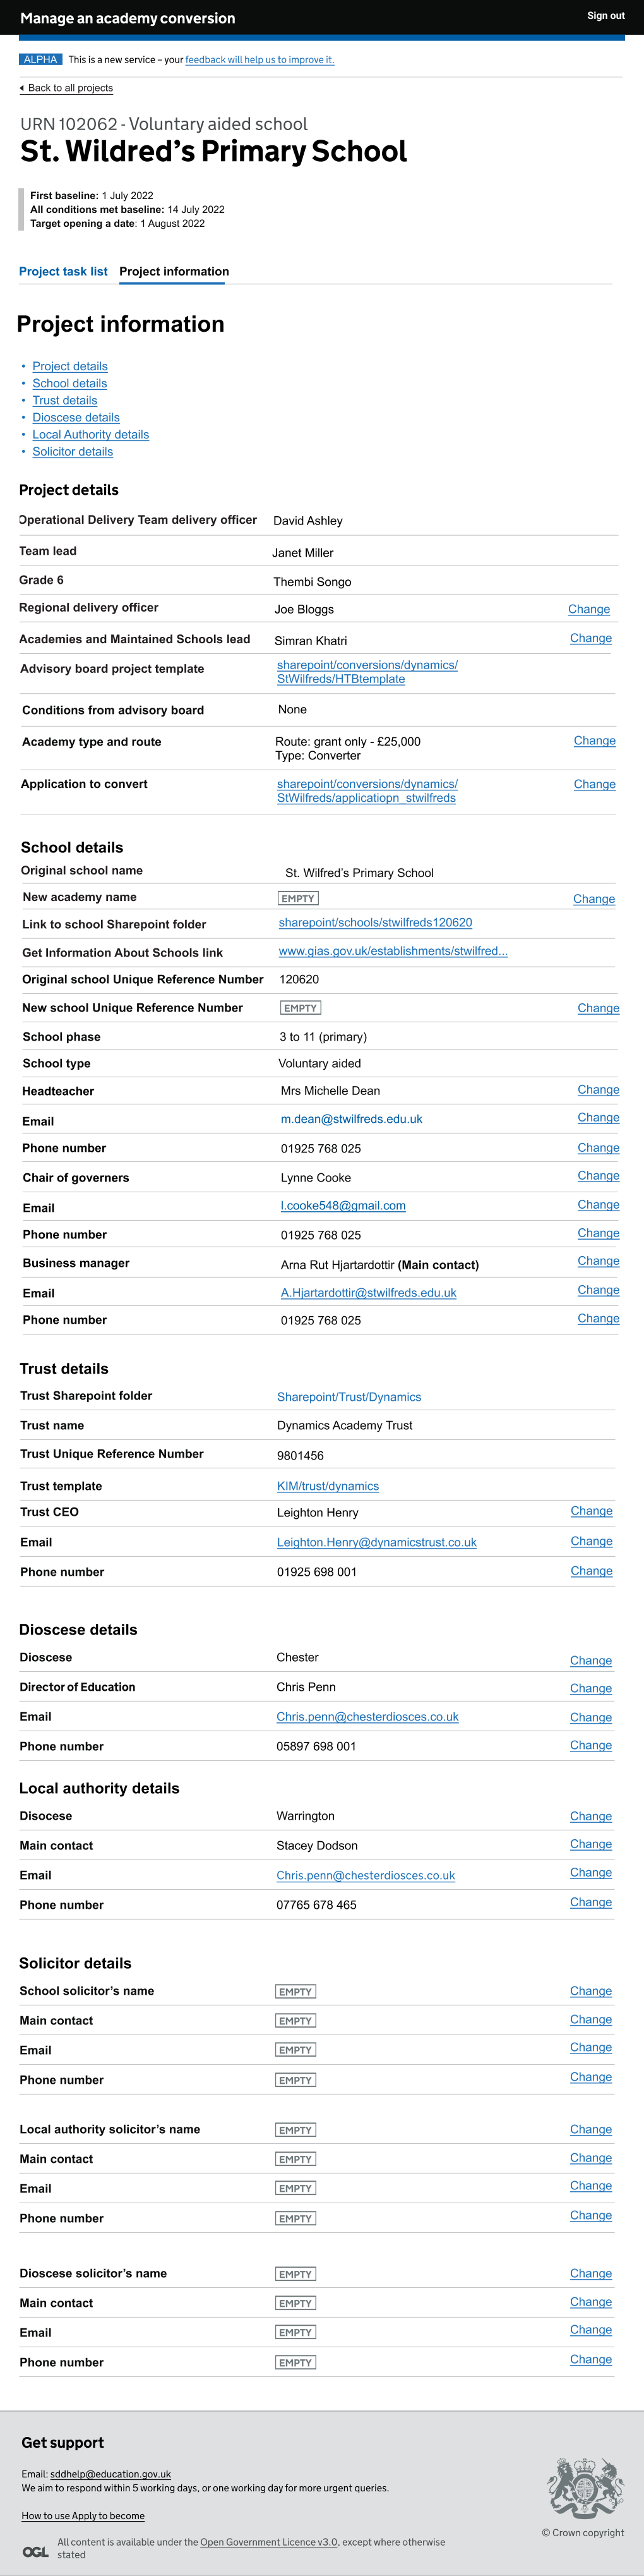 Manage an academy conversion
Sign out
ALPHA This is a new service – your feedback will help us to improve it.
Back to all projects
URN 102062 - Voluntary aided school
St. Wildred’s Primary School
First baseline: 1 July 2022
All conditions met baseline: 14 July 2022
Target opening a date: 1 August 2022
Project task list Project information
Project information
• Project details
• School details
• Trust details
• Dioscese details
• Local Authority details
• Solicitor details
Project details
Operational Delivery Team delivery officer David Ashley
Team lead Janet Miller
Grade 6 Thembi Songo
Regional delivery officer Joe Bloggs Change
Academies and Maintained Schools lead Simran Khatri Change
Advisory board project template sharepoint/conversions/dynamics/
StWilfreds/HTBtemplate
Conditions from advisory board None
Academy type and route Route: grant only - £25,000 Change
Type: Converter
Application to convert sharepoint/conversions/dynamics/ Change
StWilfreds/applicatiopn_stwilfreds
School details
Original school name St. Wilfred’s Primary School
New academy name EMPTY Change
Link to school Sharepoint folder sharepoint/schools/stwilfreds120620
Get Information About Schools link www.gias.gov.uk/establishments/stwilfred...
Original school Unique Reference Number 120620
New school Unique Reference Number EMPTY Change
School phase 3 to 11 (primary)
School type Voluntary aided
Headteacher Mrs Michelle Dean Change
Email m.dean@stwilfreds.edu.uk Change
Phone number 01925 768 025 Change
Chair of governers Lynne Cooke Change
Email l.cooke548@gmail.com Change
Phone number 01925 768 025 Change
Business manager Arna Rut Hjartardottir (Main contact) Change
Email A.Hjartardottir@stwilfreds.edu.uk Change
Phone number 01925 768 025 Change
Trust details
Trust Sharepoint folder Sharepoint/Trust/Dynamics
Trust name Dynamics Academy Trust
Trust Unique Reference Number 9801456
Trust template KIM/trust/dynamics
Trust CEO Leighton Henry Change
Email Leighton.Henry@dynamicstrust.co.uk Change
Phone number 01925 698 001 Change
Dioscese details
Dioscese Chester Change
Director of Education Chris Penn Change
Email Chris.penn@chesterdiosces.co.uk Change
Phone number 05897 698 001 Change
Local authority details
Disocese Warrington Change
Main contact Stacey Dodson Change
Email Chris.penn@chesterdiosces.co.uk Change
Phone number 07765 678 465 Change
Solicitor details
School solicitor’s name EMPTY Change
Main contact EMPTY Change
Email EMPTY Change
Phone number EMPTY Change
Local authority solicitor’s name EMPTY Change
Main contact EMPTY Change
Email EMPTY Change
Phone number EMPTY Change
Dioscese solicitor’s name EMPTY Change
Main contact EMPTY Change
Email EMPTY Change
Phone number EMPTY Change
Get support
Email: sddhelp@education.gov.uk
We aim to respond within 5 working days, or one working day for more urgent queries.
How to use Apply to become
© Crown copyright
OGL All content is available under the Open Government Licence v3.0, except where otherwise
stated